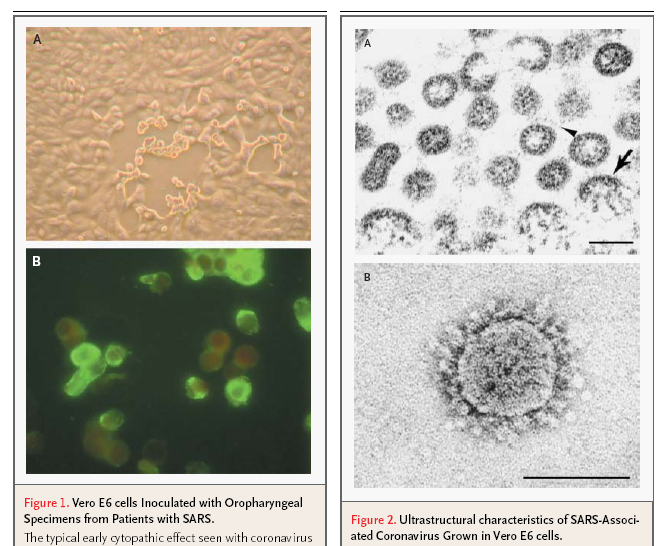 A
B
Figure 1. Vero E6 cells Inoculated with Oropharyngeal
Specimens from Patients with SARS.
The typical early cytopathic effect seen with coronavirus
A
B
Figure 2. Ultrastructural characteristics of SARS-Associ-
ated Coronavirus Grown in Vero E6 cells.